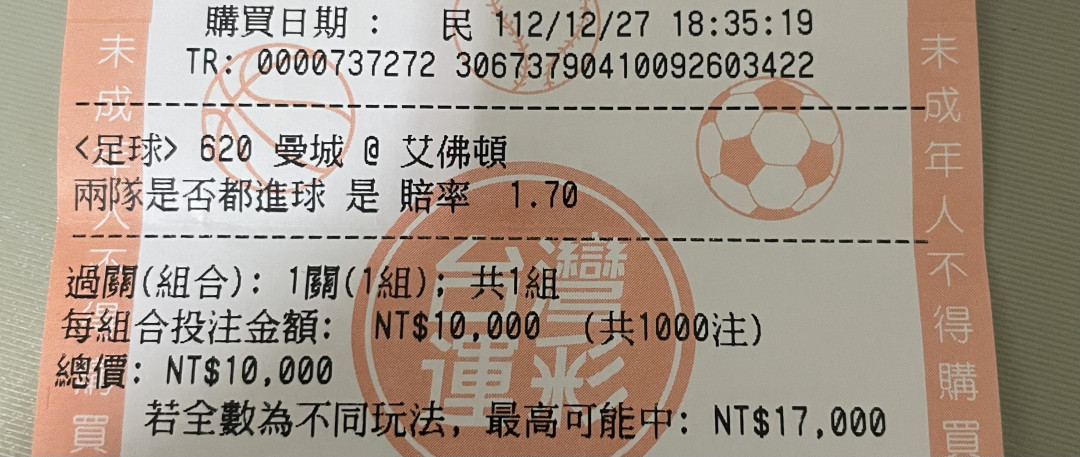 購買日期： 民 112/12/27 18:35:19
TR: 0000737272 30673790410092603422
<足球> 620 曼城 @ 艾佛頓
兩隊是否都進球 是 賠率 1.70
過關(組合): 1關(1組); 共1組
每組合投注金額: NT$10,000 (共1000注)
總價: NT$10,000
若全數為不同玩法, 最高可能中: NT$17,000
台灣
運彩
未成年人不得購買
未成年人不得購買